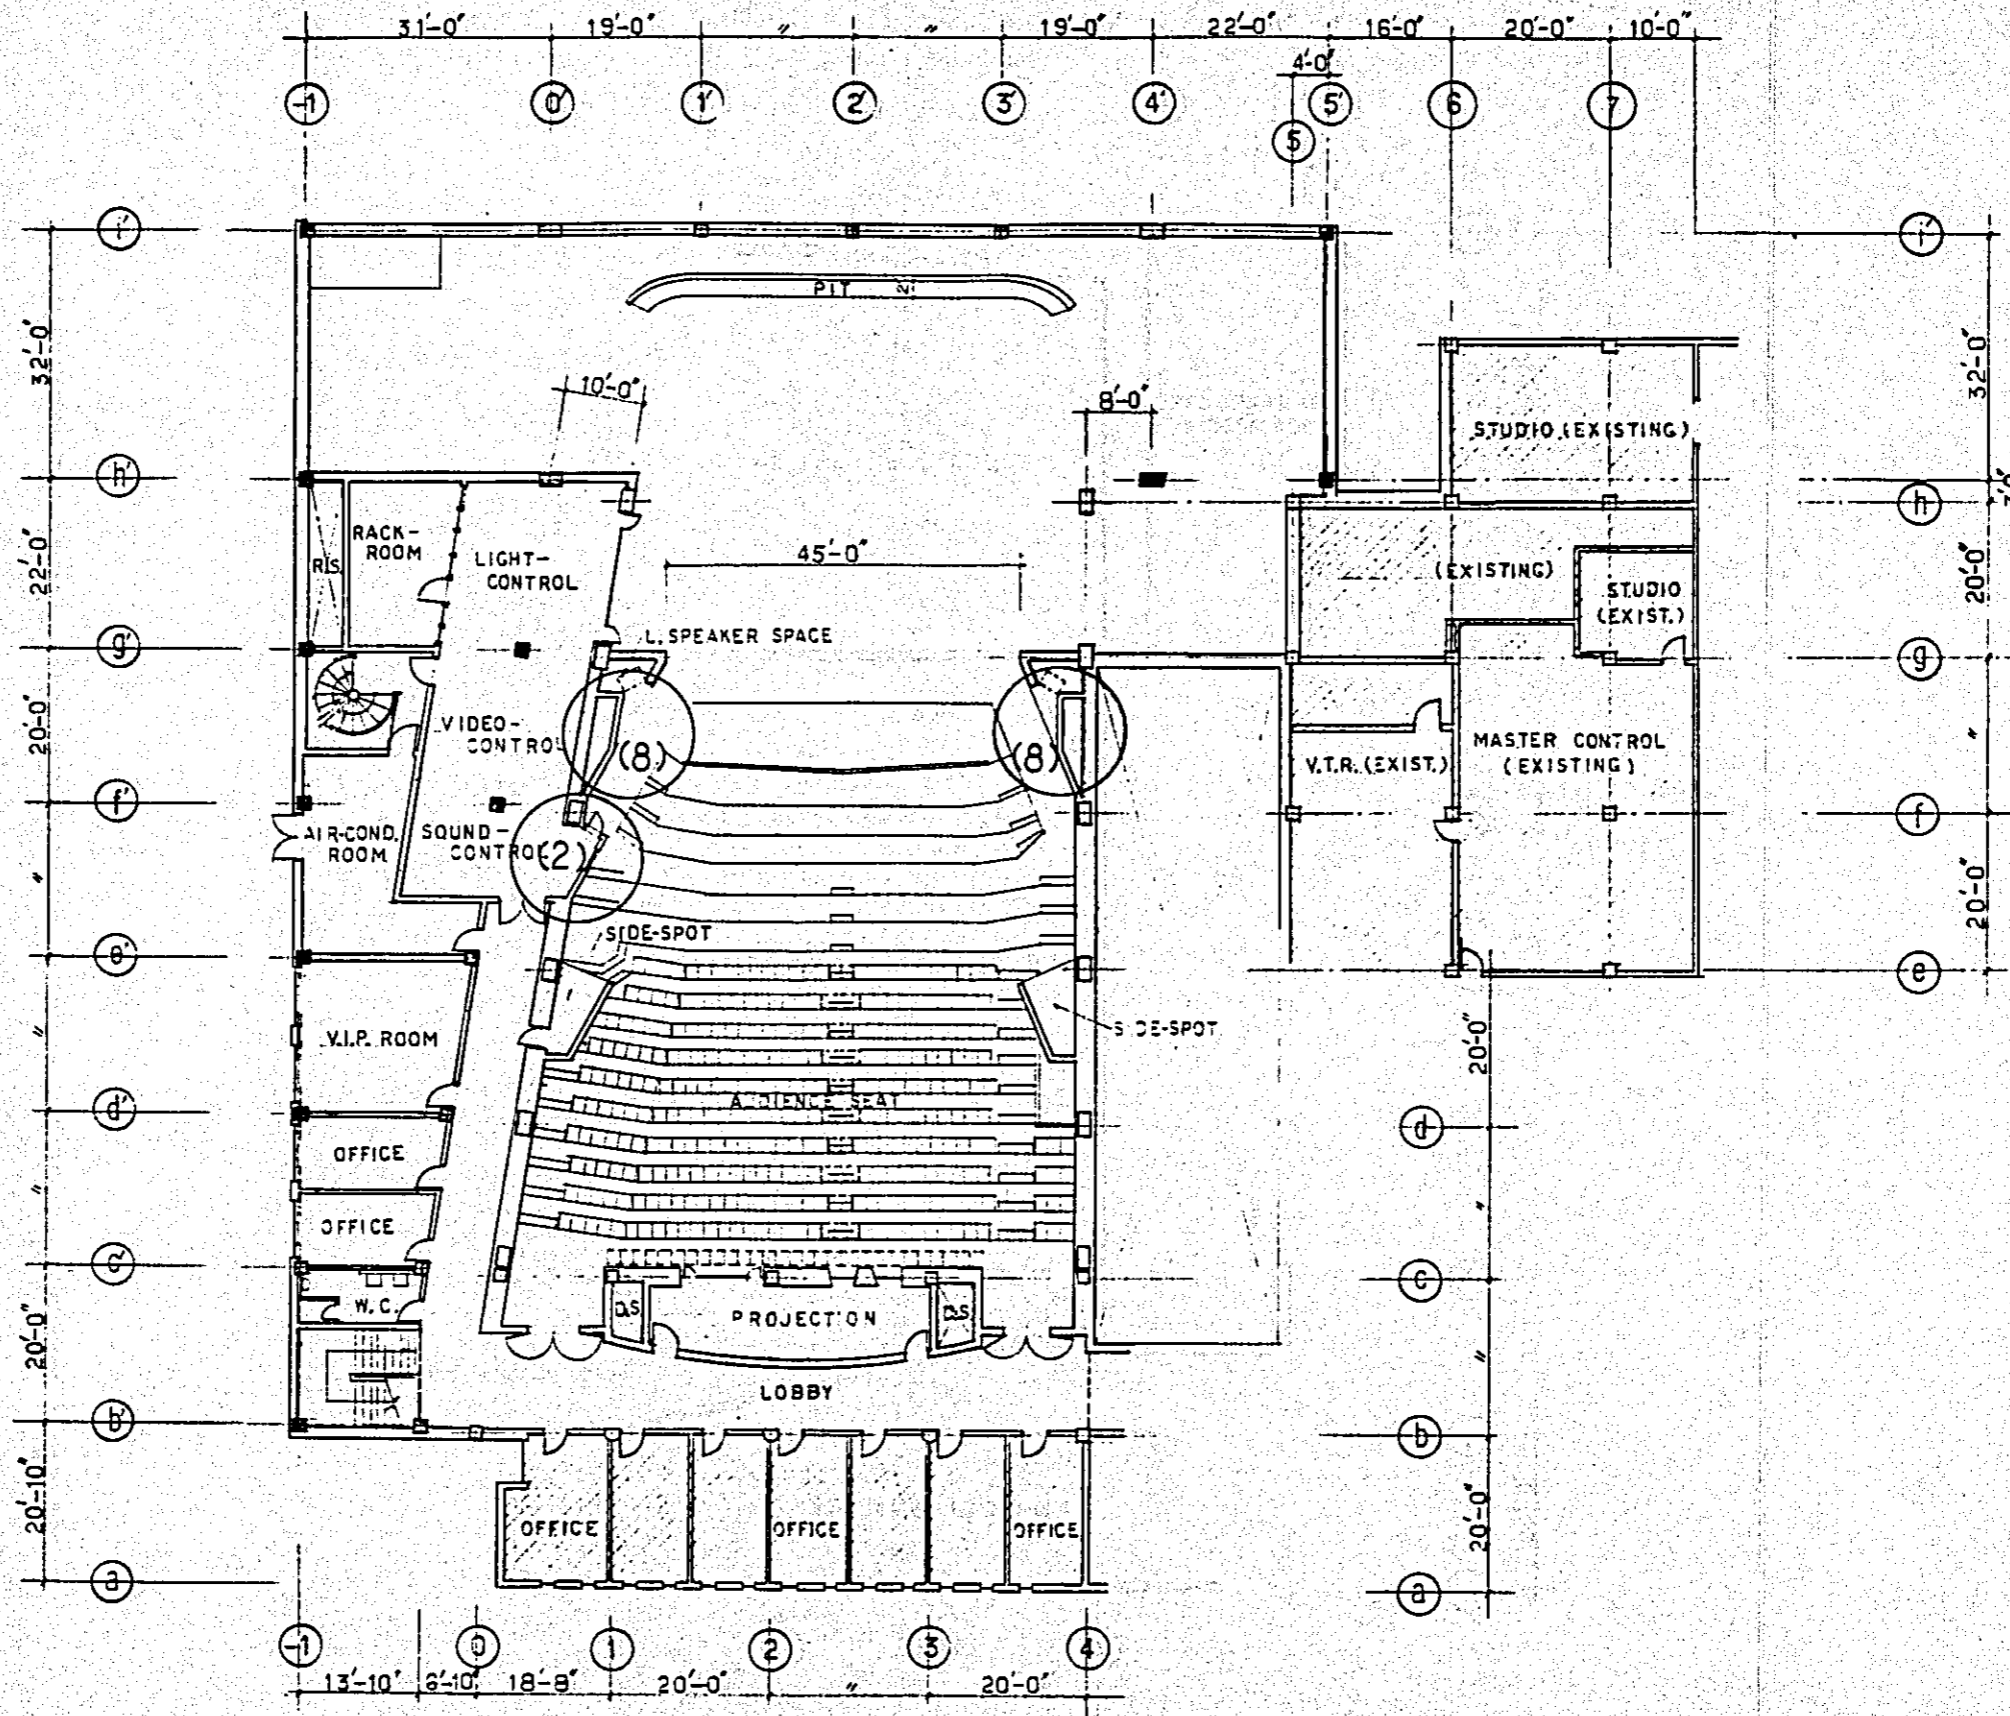 31'-0" 19'-0" " " 19'-0" 22'-0" 16'-0" 20'-0" 10'-0"
4'-0"
-1 0' 1' 2' 3' 4' 5' 6 7
5
i' i'
PIT
32'-0" 32'-0"
10'-0" 8'-0"
STUDIO (EXISTING)
h' h
RACK-
ROOM
R.S.
LIGHT-
CONTROL
45'-0"
(EXISTING)
22'-0" 20'-0"
STUDIO
(EXIST.)
L. SPEAKER SPACE
g' g
20'-0" "
VIDEO-
CONTROL
(8) (8)
MASTER CONTROL
(EXISTING)
V.T.R. (EXIST.)
f' f
AIR-COND.
ROOM
SOUND-
CONTROL
(2)
" 20'-0"
SIDE-SPOT
e' e
V.I.P. ROOM
SIDE-SPOT
" 20'-0"
AUDIENCE SEAT
d' d
OFFICE
" "
OFFICE
c' c
W.C.
D.S. PROJECTION D.S.
20'-0" "
LOBBY
b' b
20'-10" 20'-0"
OFFICE OFFICE OFFICE
a a
-1 0 1 2 3 4
13'-10" 6'-10" 18'-8" 20'-0" " 20'-0"